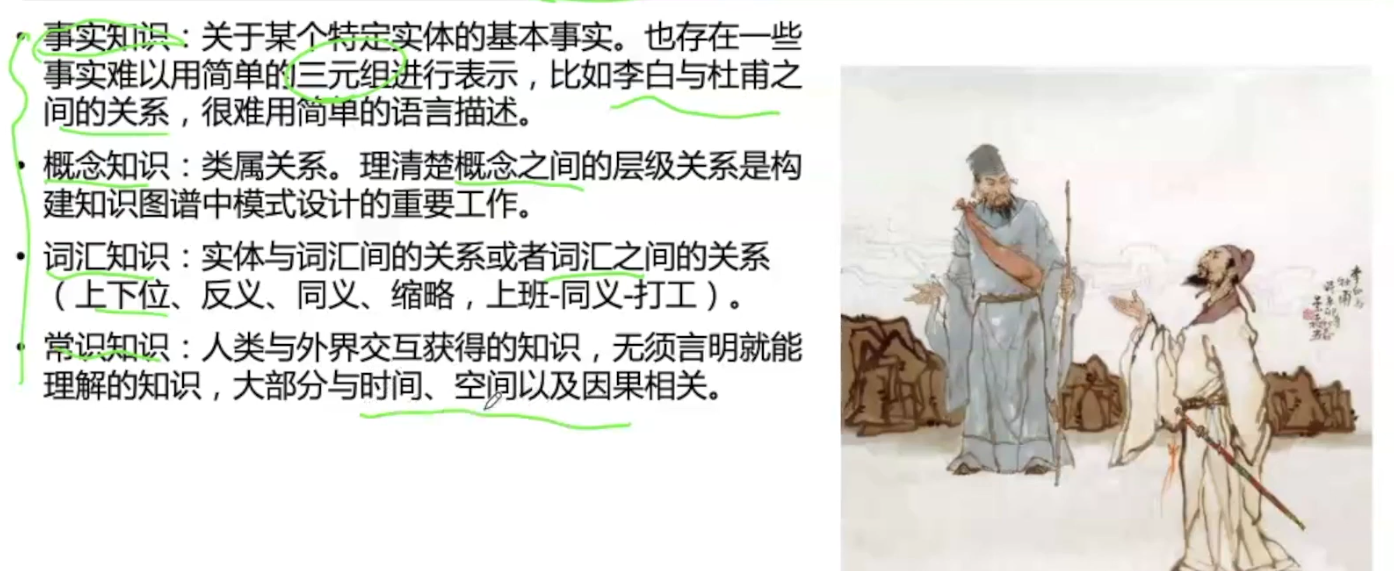 • 事实知识：关于某个特定实体的基本事实。也存在一些
事实难以用简单的三元组进行表示，比如李白与杜甫之
间的关系，很难用简单的语言描述。
• 概念知识：类属关系。理清楚概念之间的层级关系是构
建知识图谱中模式设计的重要工作。
• 词汇知识：实体与词汇间的关系或者词汇之间的关系
（上下位、反义、同义、缩略，上班-同义-打工）。
• 常识知识：人类与外界交互获得的知识，无须言明就能
理解的知识，大部分与时间、空间以及因果相关。